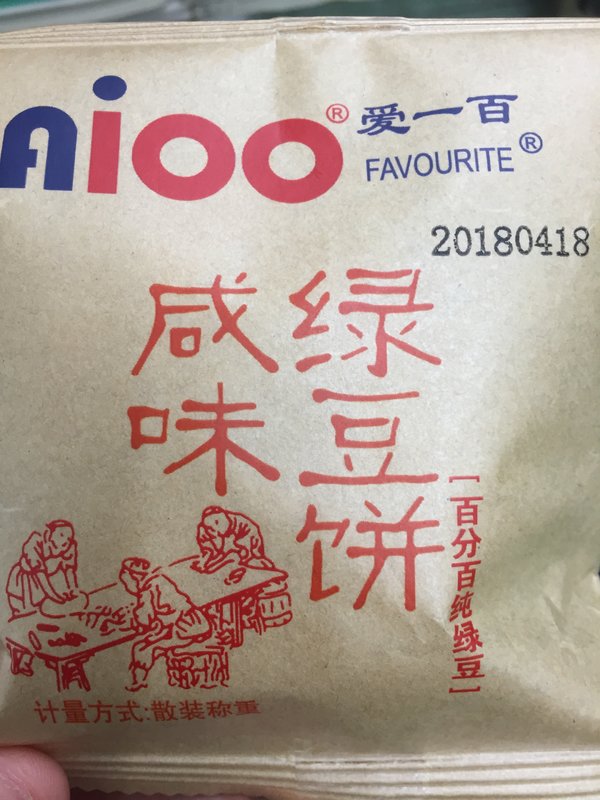 Aioo® 爱一百
FAVOURITE®
20180418
绿豆饼
咸味
[百分百纯绿豆]
计量方式:散装称重